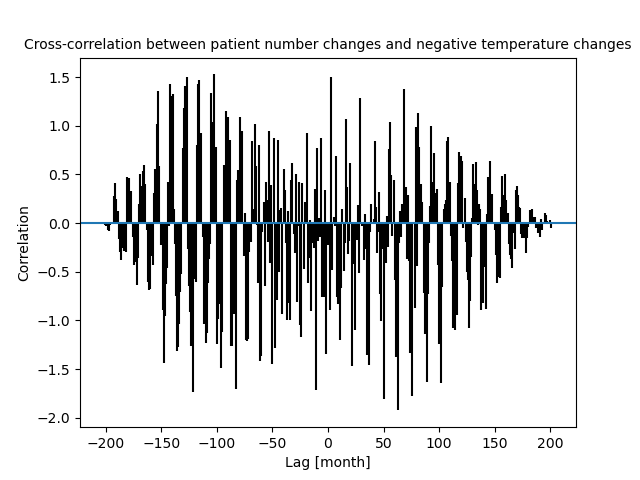 Cross-correlation between patient number changes and negative temperature changes
1.5
1.0
0.5
0.0
−0.5
−1.0
−1.5
−2.0
Correlation
−200 −150 −100 −50 0 50 100 150 200
Lag [month]